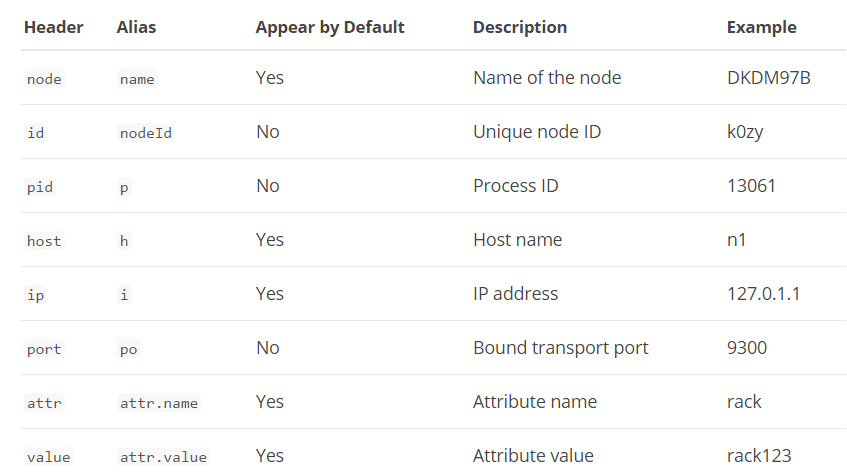 Header Alias Appear by Default Description Example
node name Yes Name of the node DKDM97B
id nodeId No Unique node ID k0zy
pid p No Process ID 13061
host h Yes Host name n1
ip i Yes IP address 127.0.1.1
port po No Bound transport port 9300
attr attr.name Yes Attribute name rack
value attr.value Yes Attribute value rack123